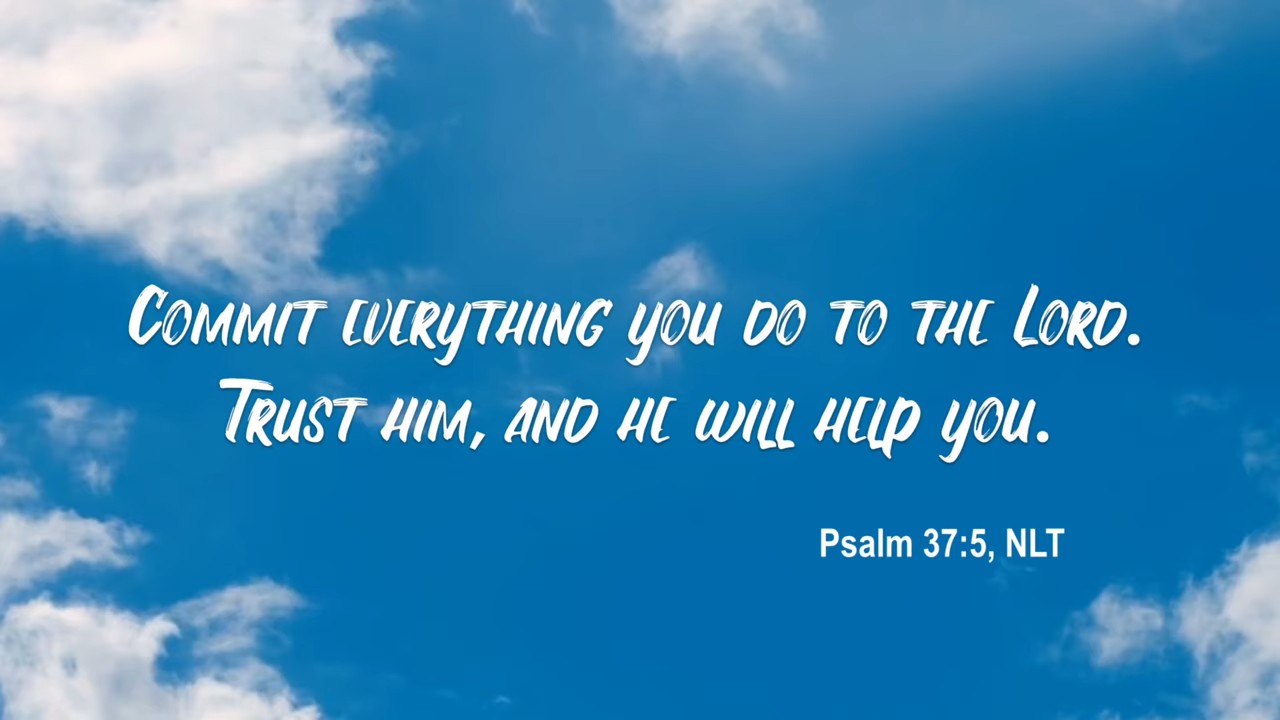 Commit everything you do to the Lord.
Trust him, and he will help you.
Psalm 37:5, NLT